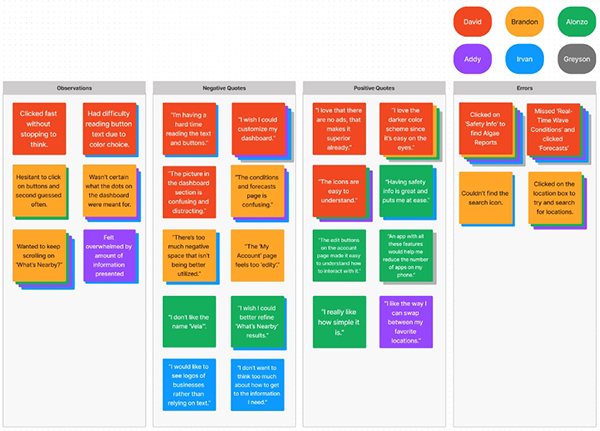 David
Brandon
Alonzo
Addy
Irvan
Greyson
Observations
Negative Quotes
Positive Quotes
Errors
Clicked fast
without
stopping to
think.
Had difficulty
reading button
text due to
color choice.
Hesitant to click
on buttons and
second guessed
often.
Wasn't certain
what the dots on
the dashboard
were meant for.
Wanted to keep
scrolling on
"What's Nearby?"
Felt
overwhelmed by
amount of
information
presented
"I'm having a
hard time
reading the text
and buttons."
"I wish I could
customize my
dashboard."
"The picture in
the dashboard
section is
confusing and
distracting."
"The conditions
and forecasts
page is
confusing."
"There's too
much negative
space that isn't
being better
utilized."
"The 'My
Account' page
feels too 'edity'."
"I don't like the
name 'Vela'".
"I wish I could
better refine
'What's Nearby'
results."
"I would like to
see logos of
businesses
rather than
relying on text."
"I don't want to
think too much
about how to get
to the information
I need."
"I love that there
are no ads, that
makes it
superior
already."
"I love the
darker color
scheme since
it's easy on the
eyes."
"The icons are
easy to
understand."
"Having safety
info is great and
puts me at ease."
"The edit buttons
on the account
page made it easy
to understand how
to interact with it."
"An app with all
these features
would help me
reduce the number
of apps on my
phone."
"I really like
how simple it
is."
"I like the way I
can swap
between my
favorite
locations."
Clicked on
'Safety Info' to
find Algae
Reports
Missed 'Real-
Time Wave
Conditions' and
clicked
'Forecasts'
Couldn't find the
search icon.
Clicked on the
location box to
try and search
for locations.